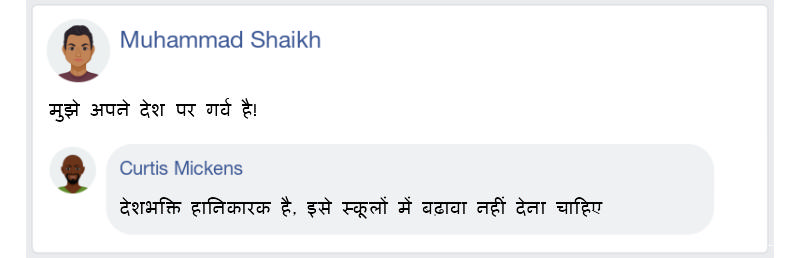 Muhammad Shaikh
मुझे अपने देश पर गर्व है!
Curtis Mickens
देशभक्ति हानिकारक है, इसे स्कूलों में बढ़ावा नहीं देना चाहिए